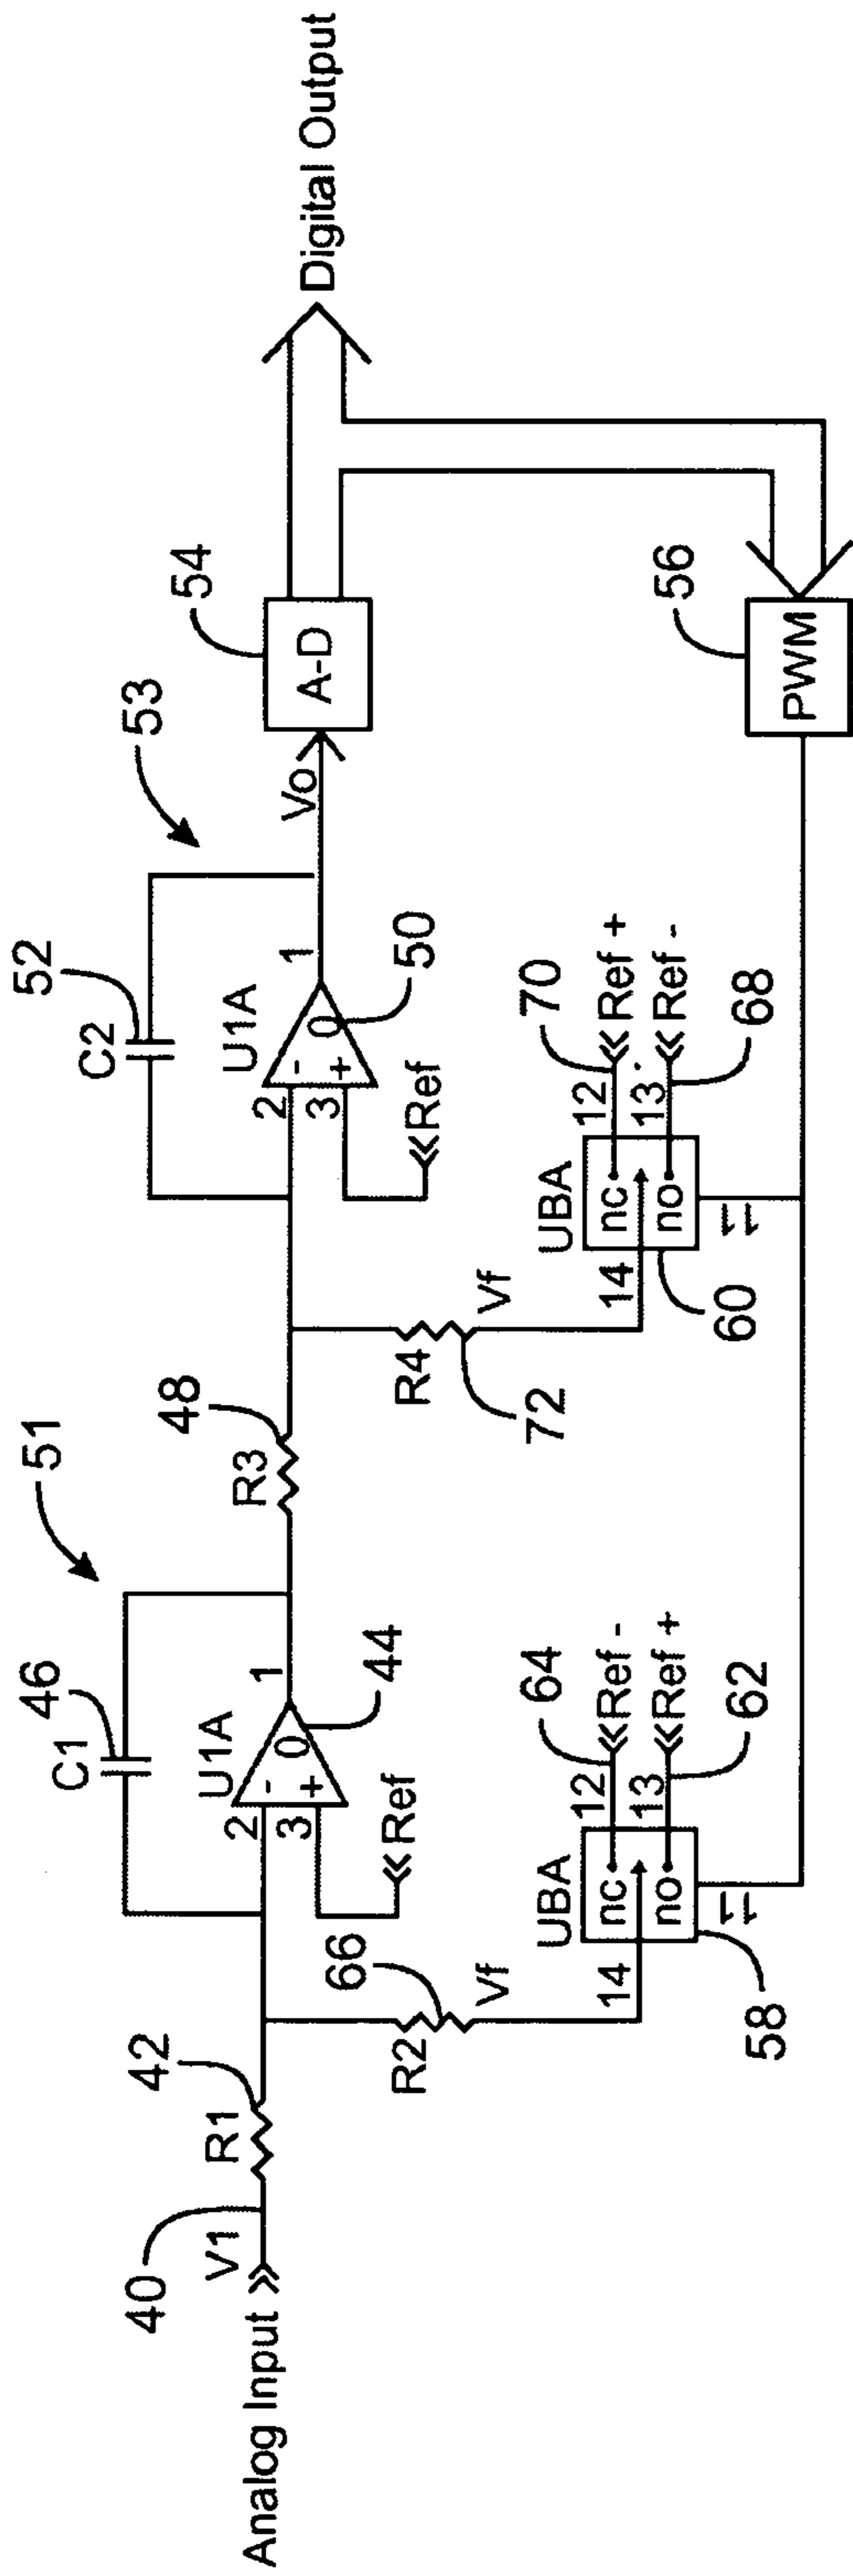 Analog Input
40
V1
R1
42
R2
66
Vf
C1
46
51
U1A
2
3
-
+
0
1
44
<<Ref
UBA
14
nc
no
12
13
11
64
<<Ref -
<<Ref +
62
58
R3
48
R4
72
Vf
C2
52
53
U1A
2
3
-
+
0
1
50
<<Ref
UBA
14
nc
no
12
13
11
70
<<Ref +
<<Ref -
68
60
Vo
A-D
54
PWM
56
Digital Output